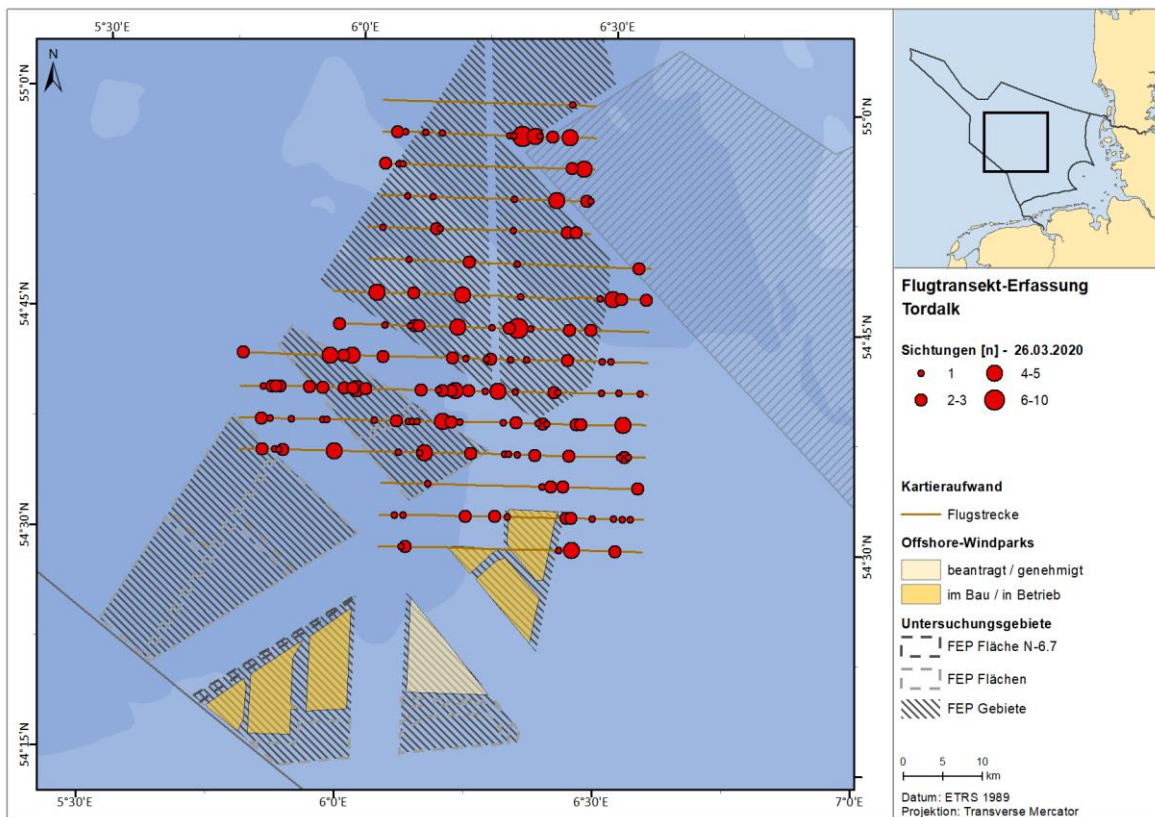 5°30'E
6°0'E
6°30'E
N
55°0'N
54°45'N
54°30'N
54°15'N
55°0'N
54°45'N
54°30'N
5°30'E
6°0'E
6°30'E
7°0'E
Flugtransekt-Erfassung
Tordalk
Sichtungen [n] - 26.03.2020
1
4-5
2-3
6-10
Kartieraufwand
Flugstrecke
Offshore-Windparks
beantragt / genehmigt
im Bau / in Betrieb
Untersuchungsgebiete
FEP Fläche N-6.7
FEP Flächen
FEP Gebiete
0 5 10
km
Datum: ETRS 1989
Projektion: Transverse Mercator